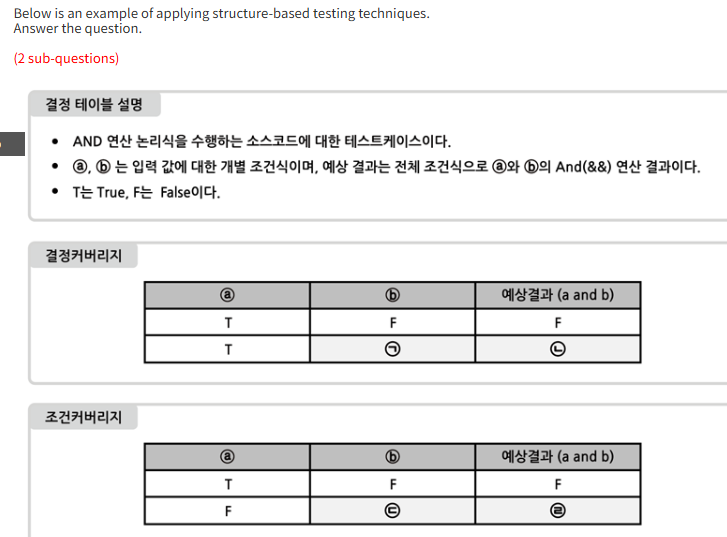 Below is an example of applying structure-based testing techniques.
Answer the question.
(2 sub-questions)
결정 테이블 설명
• AND 연산 논리식을 수행하는 소스코드에 대한 테스트케이스이다.
• ⓐ, ⓑ 는 입력 값에 대한 개별 조건식이며, 예상 결과는 전체 조건식으로 ⓐ와 ⓑ의 And(&&) 연산 결과이다.
• T는 True, F는 False이다.
결정커버리지
ⓐ ⓑ 예상결과 (a and b)
T F F
T ㉠ ㉡
조건커버리지
ⓐ ⓑ 예상결과 (a and b)
T F F
F ㉢ ㉣